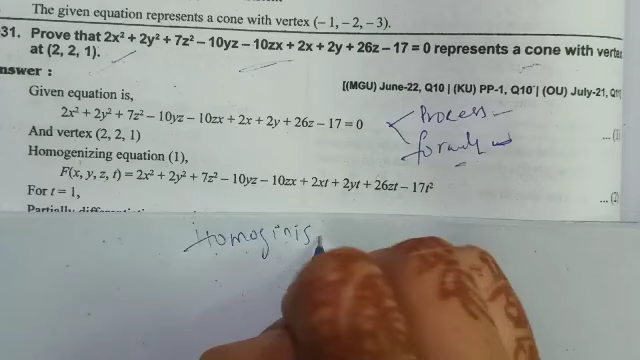 The given equation represents a cone with vertex (– 1, – 2, – 3).
31. Prove that 2x² + 2y² + 7z² – 10yz – 10zx + 2x + 2y + 26z – 17 = 0 represents a cone with verte
at (2, 2, 1).
[(MGU) June-22, Q10 | (KU) PP-1, Q10 | (OU) July-21, Q11
nswer :
Given equation is,
2x² + 2y² + 7z² – 10yz – 10zx + 2x + 2y + 26z – 17 = 0 Process
... (1)
And vertex (2, 2, 1)
Homogenizing equation (1),
F(x, y, z, t) = 2x² + 2y² + 7z² – 10yz – 10zx + 2xt + 2yt + 26zt – 17t²
... (2)
For t = 1,
Homoginis